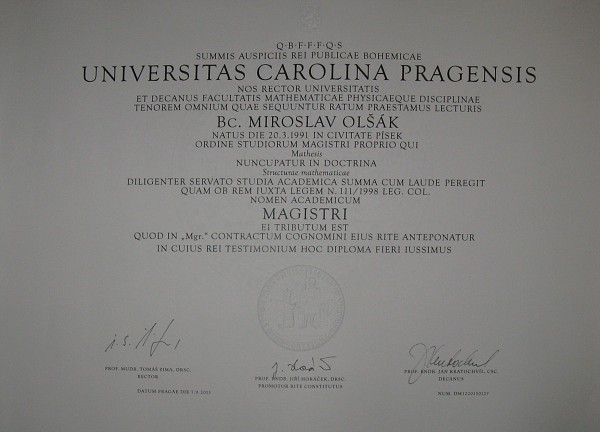 Q·B·F·F·F·Q·S
SUMMIS AUSPICIIS REI PUBLICAE BOHEMICAE
UNIVERSITAS CAROLINA PRAGENSIS
NOS RECTOR UNIVERSITATIS
ET DECANUS FACULTATIS MATHEMATICAE PHYSICAEQUE DISCIPLINAE
TENOREM OMNIUM QUAE SEQUUNTUR RATUM PRAESTAMUS LECTURIS
BC. MIROSLAV OLŠÁK
NATUS DIE 20.3.1991 IN CIVITATE PÍSEK
ORDINE STUDIORUM MAGISTRI PROPRIO QUI
Mathesis
NUNCUPATUR IN DOCTRINA
Structurae mathematicae
DILIGENTER SERVATO STUDIA ACADEMICA SUMMA CUM LAUDE PEREGIT
QUAM OB REM IUXTA LEGEM N. 111/1998 LEG. COL.
NOMEN ACADEMICUM
MAGISTRI
EI TRIBUTUM EST
QUOD IN „Mgr.“ CONTRACTUM COGNOMINI EIUS RITE ANTEPONATUR
IN CUIUS REI TESTIMONIUM HOC DIPLOMA FIERI IUSSIMUS
PROF. MUDR. TOMÁŠ ZIMA, DRSC.
RECTOR
PROF. RNDR. JIŘÍ HORÁČEK, DRSC.
PROMOTOR RITE CONSTITUTUS
PROF. RNDR. JAN KRATOCHVÍL, CSC.
DECANUS
DATUM PRAGAE DIE